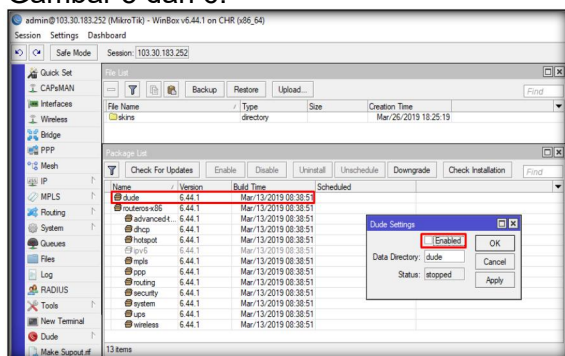 admin@103.30.183.252 (MikroTik) - WinBox v6.44.1 on CHR (x86_64)
Session Settings Dashboard
Safe Mode Session: 103.30.183.252
Quick Set
CAPsMAN
Interfaces
Wireless
Bridge
PPP
Mesh
IP
MPLS
Routing
System
Queues
Files
Log
RADIUS
Tools
New Terminal
Dude
Make Supout.rif
File List
Backup Restore Upload... Find
File Name / Type Size Creation Time
skins directory Mar/26/2019 18:25:19
Package List
Check For Updates Enable Disable Uninstall Unschedule Downgrade Check Installation Find
Name / Version Build Time Scheduled
dude 6.44.1 Mar/13/2019 08:38:51
routeros-x86 6.44.1 Mar/13/2019 08:38:51
advanced-t... 6.44.1 Mar/13/2019 08:38:51
dhcp 6.44.1 Mar/13/2019 08:38:51
hotspot 6.44.1 Mar/13/2019 08:38:51
ipv6 6.44.1 Mar/13/2019 08:38:51
mpls 6.44.1 Mar/13/2019 08:38:51
ppp 6.44.1 Mar/13/2019 08:38:51
routing 6.44.1 Mar/13/2019 08:38:51
security 6.44.1 Mar/13/2019 08:38:51
system 6.44.1 Mar/13/2019 08:38:51
ups 6.44.1 Mar/13/2019 08:38:51
wireless 6.44.1 Mar/13/2019 08:38:51
13 items
Dude Settings
Enabled OK
Data Directory: dude Cancel
Status: stopped Apply